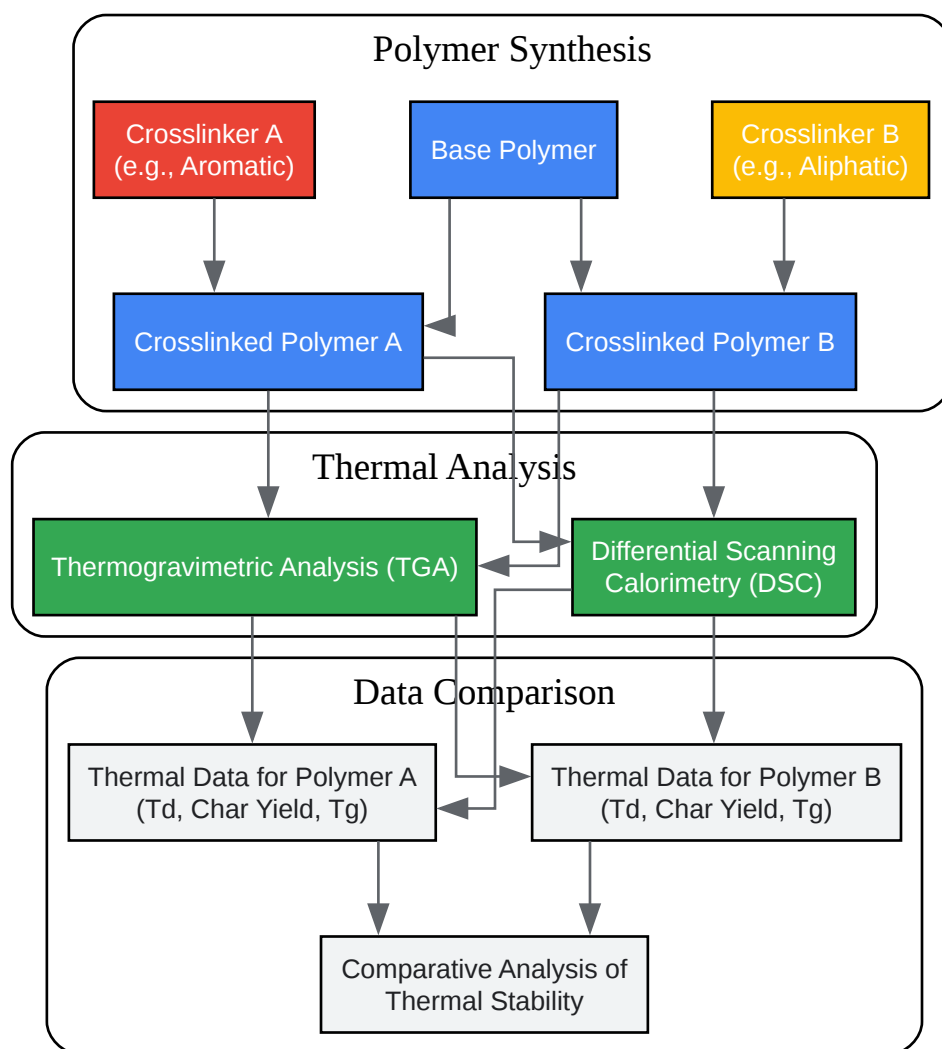 Polymer Synthesis
Crosslinker A
(e.g., Aromatic)
Base Polymer
Crosslinker B
(e.g., Aliphatic)
Crosslinked Polymer A
Crosslinked Polymer B
Thermal Analysis
Thermogravimetric Analysis (TGA)
Differential Scanning
Calorimetry (DSC)
Data Comparison
Thermal Data for Polymer A
(Td, Char Yield, Tg)
Thermal Data for Polymer B
(Td, Char Yield, Tg)
Comparative Analysis of
Thermal Stability